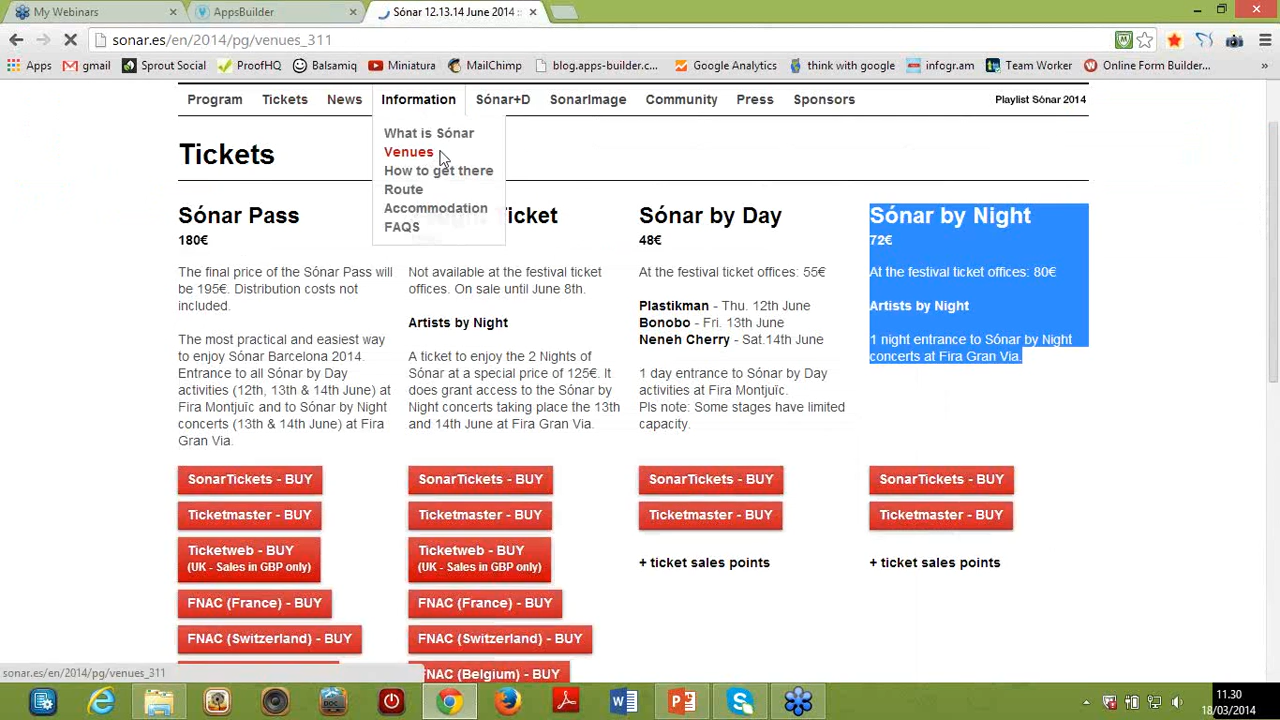 My Webinars
AppsBuilder
Sónar 12.13.14 June 2014 ::
sonar.es/en/2014/pg/venues_311
Apps
gmail
Sprout Social
ProofHQ
Balsamiq
Miniatura
MailChimp
blog.apps-builder.c...
Google Analytics
think with google
infogr.am
Team Worker
Online Form Builder...
»
Program
Tickets
News
Information
Sónar+D
SonarImage
Community
Press
Sponsors
Playlist Sónar 2014
What is Sónar
Venues
How to get there
Route
Accommodation
FAQS
Tickets
Sónar Pass
180€
The final price of the Sónar Pass will
be 195€. Distribution costs not
included.
The most practical and easiest way
to enjoy Sónar Barcelona 2014.
Entrance to all Sónar by Day
activities (12th, 13th & 14th June) at
Fira Montjuïc and to Sónar by Night
concerts (13th & 14th June) at Fira
Gran Via.
SonarTickets - BUY
Ticketmaster - BUY
Ticketweb - BUY
(UK - Sales in GBP only)
FNAC (France) - BUY
FNAC (Switzerland) - BUY
Ticket
Not available at the festival ticket
offices. On sale until June 8th.
Artists by Night
A ticket to enjoy the 2 Nights of
Sónar at a special price of 125€. It
does grant access to the Sónar by
Night concerts taking place the 13th
and 14th June at Fira Gran Via.
SonarTickets - BUY
Ticketmaster - BUY
Ticketweb - BUY
(UK - Sales in GBP only)
FNAC (France) - BUY
FNAC (Switzerland) - BUY
FNAC (Belgium) - BUY
Sónar by Day
48€
At the festival ticket offices: 55€
Plastikman - Thu. 12th June
Bonobo - Fri. 13th June
Neneh Cherry - Sat.14th June
1 day entrance to Sónar by Day
activities at Fira Montjuïc.
Pls note: Some stages have limited
capacity.
SonarTickets - BUY
Ticketmaster - BUY
+ ticket sales points
Sónar by Night
72€
At the festival ticket offices: 80€
Artists by Night
1 night entrance to Sónar by Night
concerts at Fira Gran Via.
SonarTickets - BUY
Ticketmaster - BUY
+ ticket sales points
sonar.es/en/2014/pg/venues_311
11.30
18/03/2014